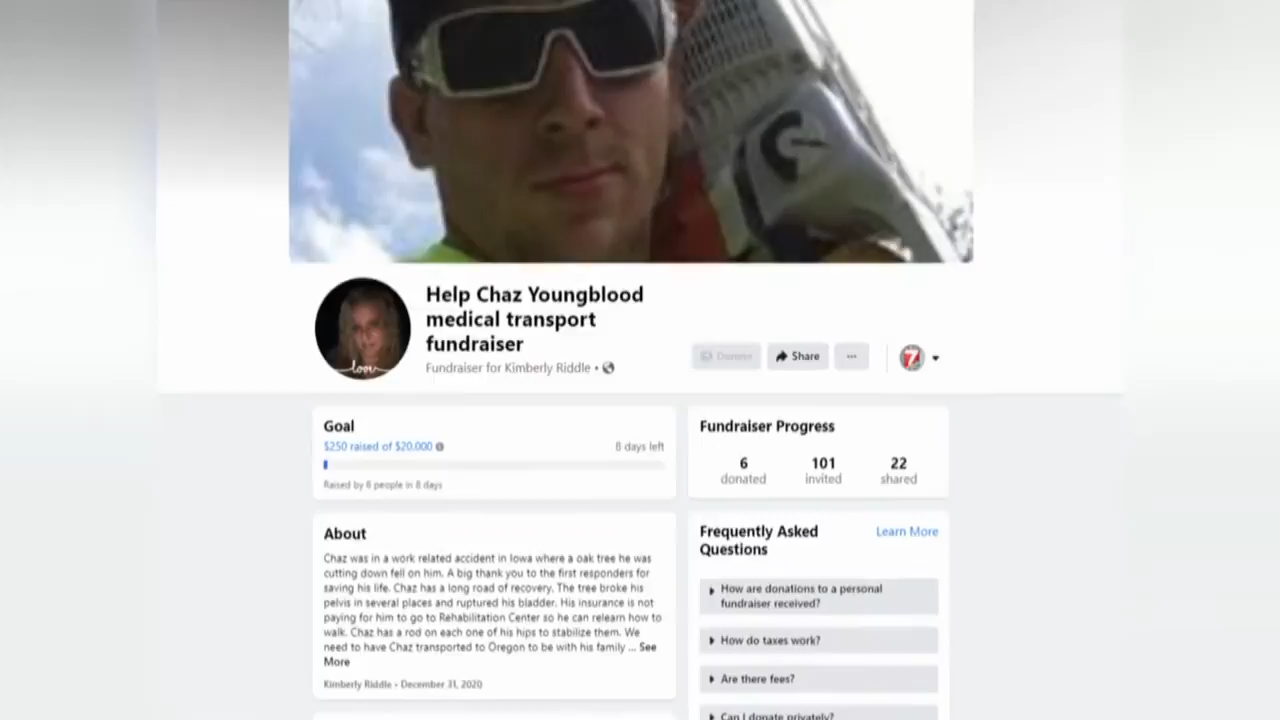 Help Chaz Youngblood
medical transport
fundraiser
Fundraiser for Kimberly Riddle •
Donate
Share
...
7
loov
Goal
$250 raised of $20,000
8 days left
Raised by 6 people in 8 days
Fundraiser Progress
6
101
22
donated
invited
shared
About
Chaz was in a work related accident in Iowa where a oak tree he was
cutting down fell on him. A big thank you to the first responders for
saving his life. Chaz has a long road of recovery. The tree broke his
pelvis in several places and ruptured his bladder. His insurance is not
paying for him to go to Rehabilitation Center so he can relearn how to
walk. Chaz has a rod on each one of his hips to stabilize them. We
need to have Chaz transported to Oregon to be with his family ... See
More
Kimberly Riddle • December 31, 2020
Frequently Asked
Questions
Learn More
How are donations to a personal
fundraiser received?
How do taxes work?
Are there fees?
Can I donate privately?